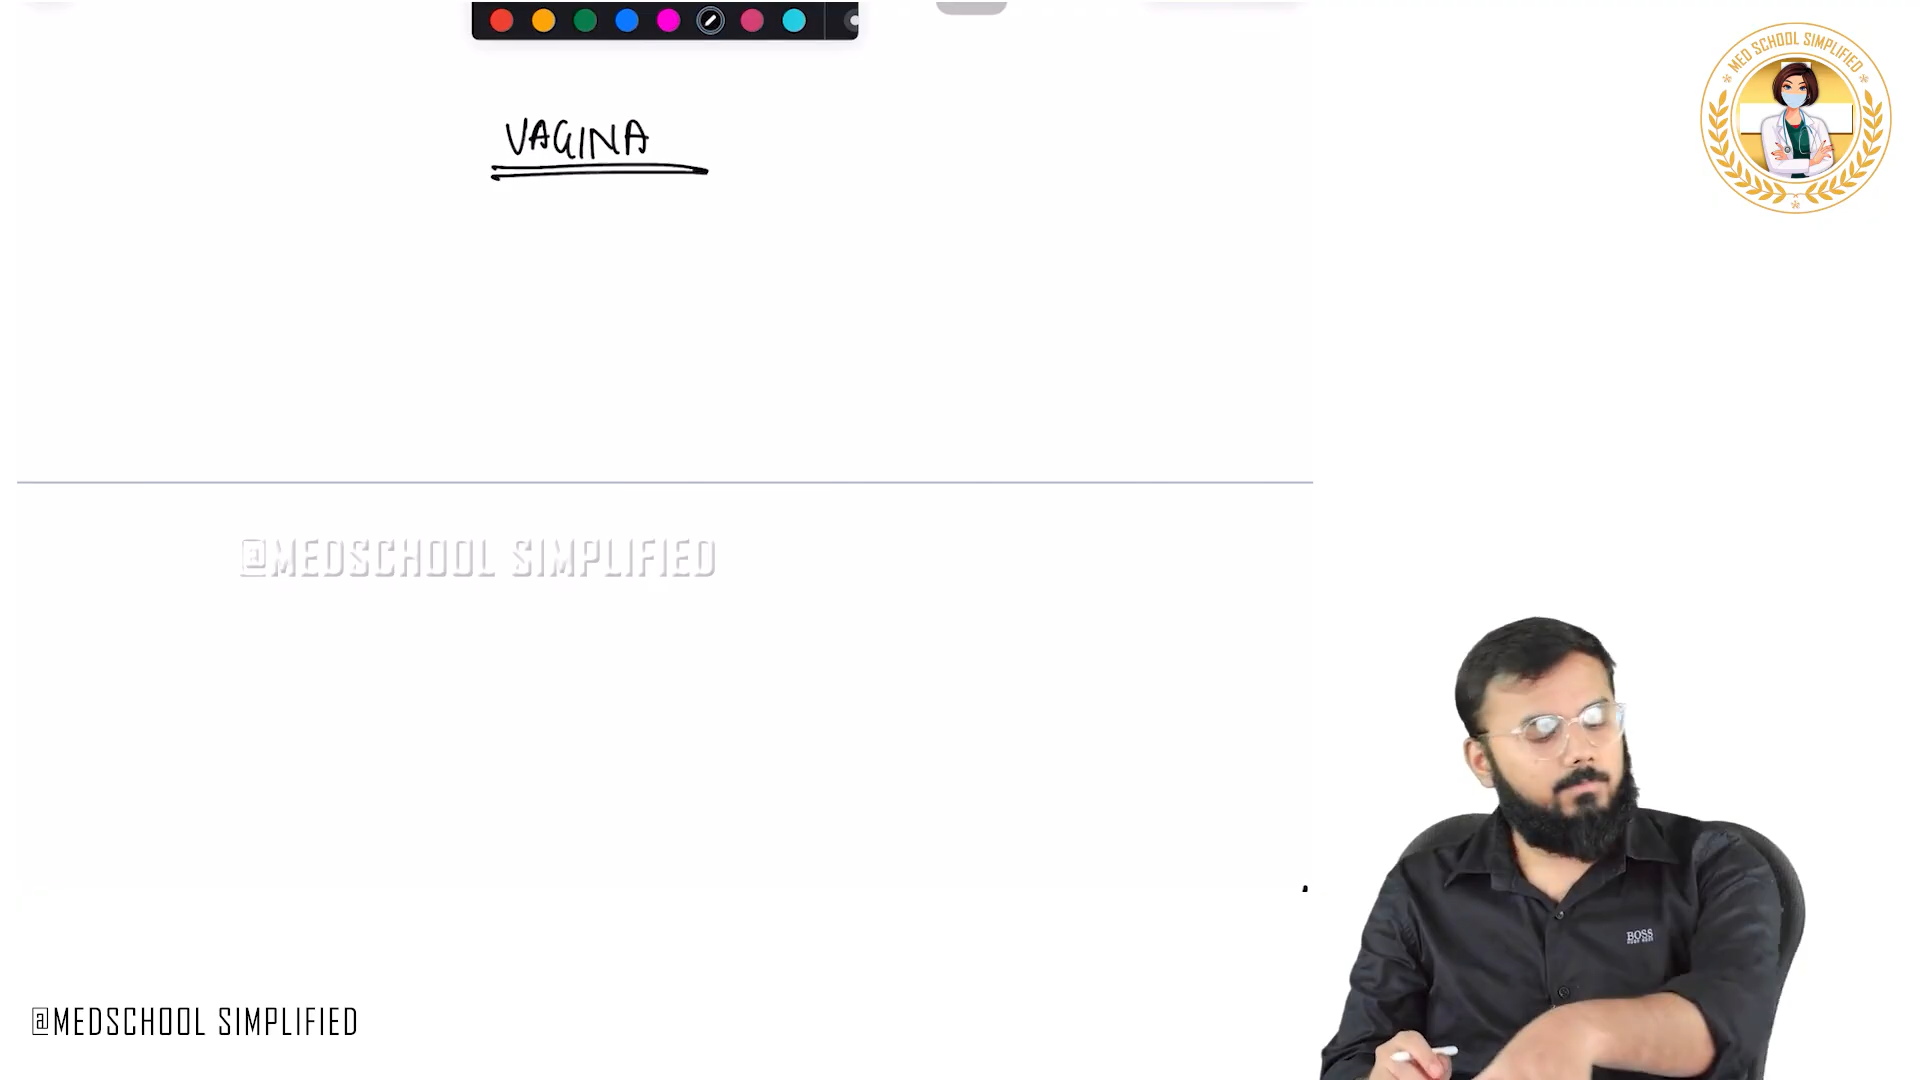 MED SCHOOL SIMPLIFIED
VAGINA
@MEDSCHOOL SIMPLIFIED
BOSS
@MEDSCHOOL SIMPLIFIED